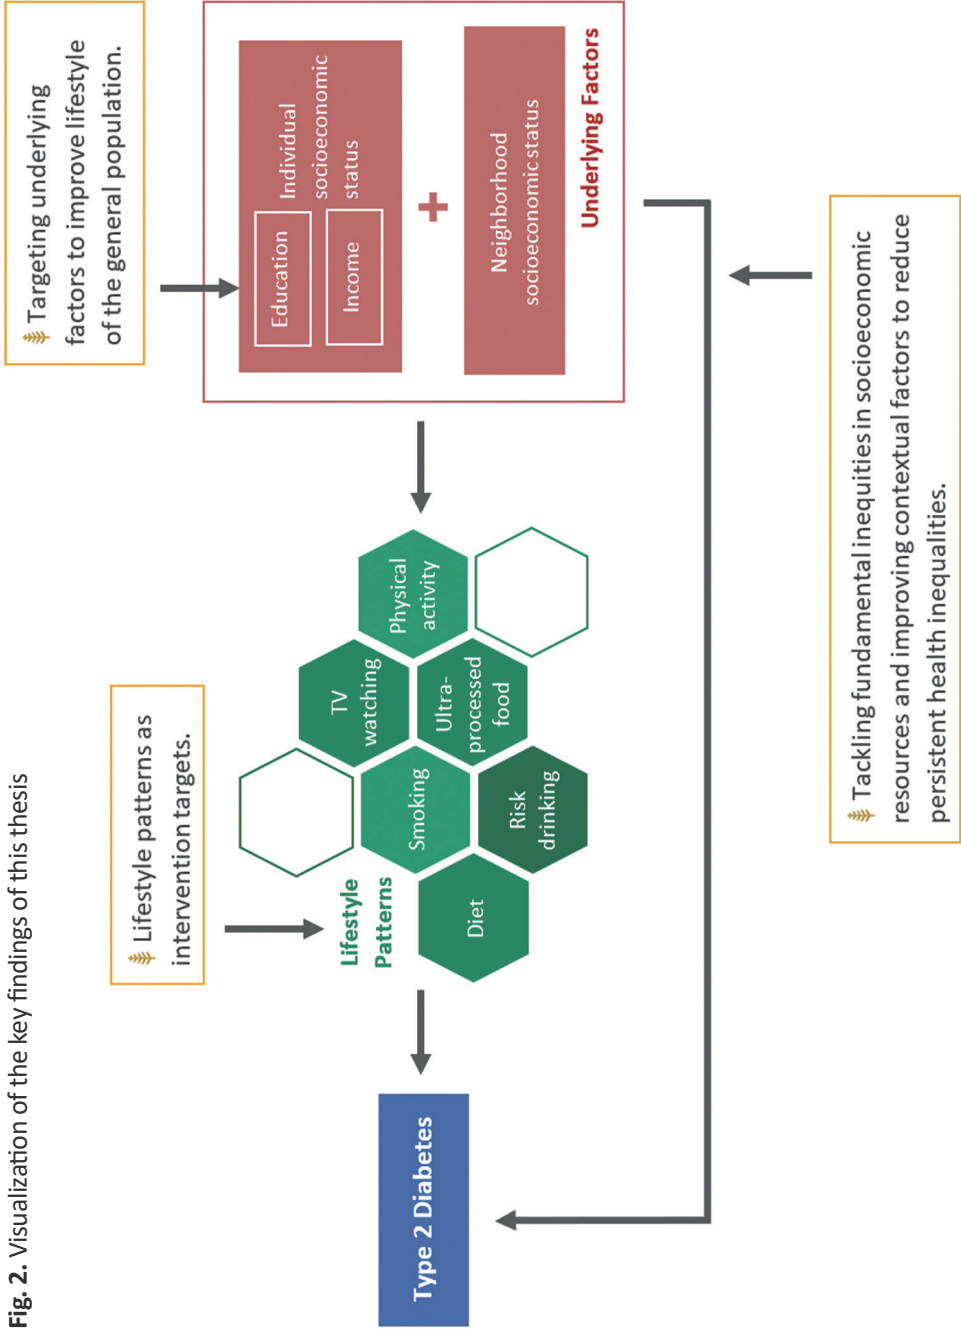 Fig. 2. Visualization of the key findings of this thesis
Lifestyle patterns as
intervention targets.
Targeting underlying
factors to improve lifestyle
of the general population.
Type 2 Diabetes
Lifestyle
Patterns
Diet
Smoking
Risk
drinking
TV
watching
Ultra-
processed
food
Physical
activity
Education
Income
Individual
socioeconomic
status
+
Neighborhood
socioeconomic status
Underlying Factors
Tackling fundamental inequities in socioeconomic
resources and improving contextual factors to reduce
persistent health inequalities.